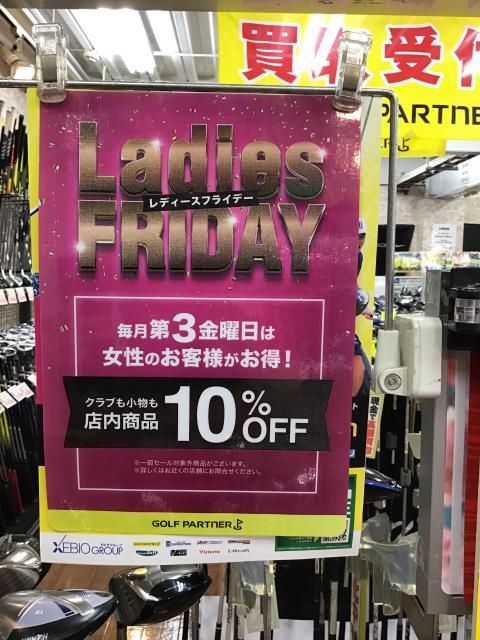 買取受付
PARTNER
Ladies
レディースフライデー
FRIDAY
毎月第3金曜日は
女性のお客様がお得！
クラブも小物も
店内商品 10%OFF
※一部セール対象外商品がございます。
※詳しくはお近くの店舗にお問合せください。
GOLF PARTNER
XEBIO GROUP
Victoria
L-Breath